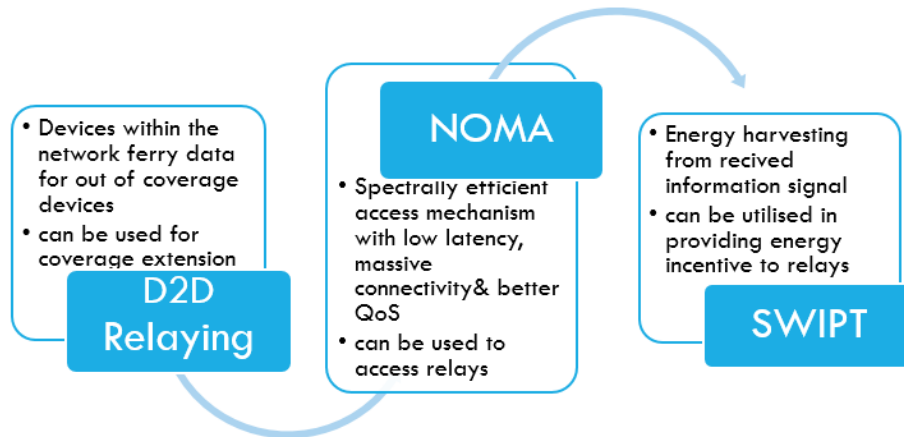 • Devices within the
network ferry data
for out of coverage
devices
• can be used for
coverage extension
D2D
Relaying
NOMA
• Spectrally efficient
access mechanism
with low latency,
massive
connectivity& better
QoS
• can be used to
access relays
• Energy harvesting
from recived
information signal
• can be utilised in
providing energy
incentive to relays
SWIPT